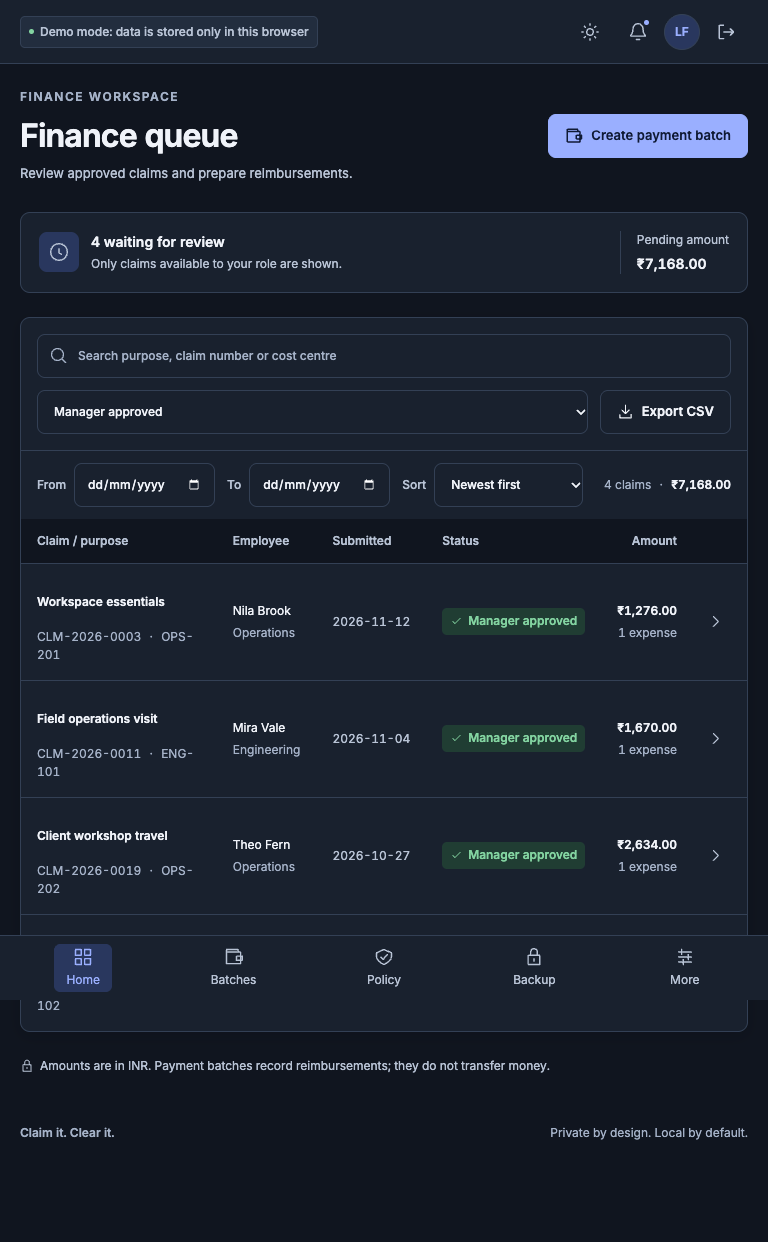 Demo mode: data is stored only in this browser
LF
FINANCE WORKSPACE
Finance queue
Create payment batch
Review approved claims and prepare reimbursements.
4 waiting for review
Only claims available to your role are shown.
Pending amount
₹7,168.00
Search purpose, claim number or cost centre
Manager approved
Export CSV
From dd/mm/yyyy To dd/mm/yyyy Sort Newest first 4 claims · ₹7,168.00
Claim / purpose Employee Submitted Status Amount
Workspace essentials
CLM-2026-0003 · OPS-
201
Nila Brook
Operations
2026-11-12
Manager approved
₹1,276.00
1 expense
Field operations visit
CLM-2026-0011 · ENG-
101
Mira Vale
Engineering
2026-11-04
Manager approved
₹1,670.00
1 expense
Client workshop travel
CLM-2026-0019 · OPS-
202
Theo Fern
Operations
2026-10-27
Manager approved
₹2,634.00
1 expense
Home Batches Policy Backup More
102
Amounts are in INR. Payment batches record reimbursements; they do not transfer money.
Claim it. Clear it. Private by design. Local by default.